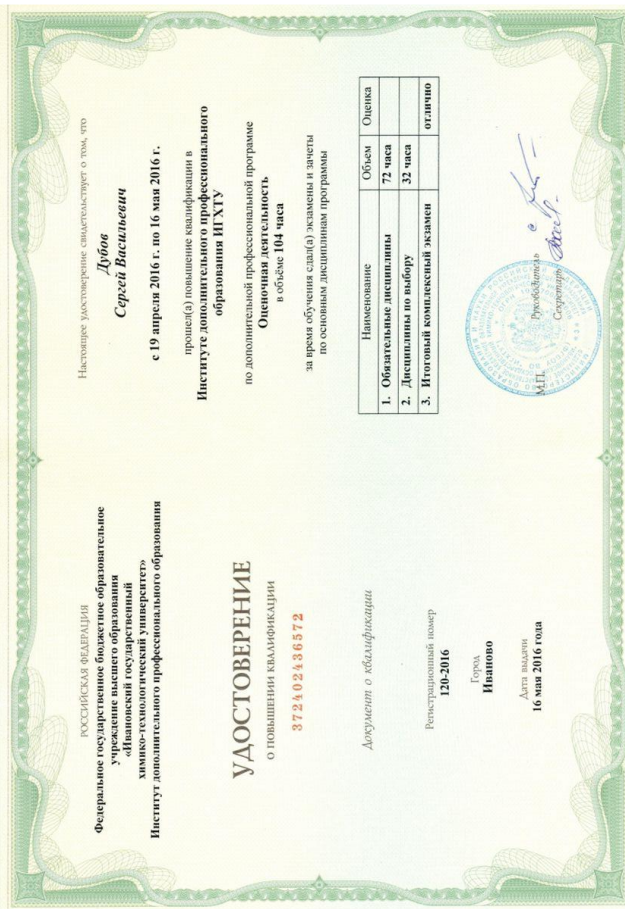 РОССИЙСКАЯ ФЕДЕРАЦИЯ
Федеральное государственное бюджетное образовательное
учреждение высшего образования
«Ивановский государственный
химико-технологический университет»
Институт дополнительного профессионального образования
УДОСТОВЕРЕНИЕ
О ПОВЫШЕНИИ КВАЛИФИКАЦИИ
372402436572
Документ о квалификации
Регистрационный номер
120-2016
Город
Иваново
Дата выдачи
16 мая 2016 года
Настоящее удостоверение свидетельствует о том, что
Дубов
Сергей Васильевич
с 19 апреля 2016 г. по 16 мая 2016 г.
прошел(а) повышение квалификации в
Институте дополнительного профессионального
образования ИГХТУ
по дополнительной профессиональной программе
Оценочная деятельность
в объёме 104 часа
за время обучения сдал(а) экзамены и зачеты
по основным дисциплинам программы
Наименование Объем Оценка
1. Обязательные дисциплины 72 часа
2. Дисциплины по выбору 32 часа
3. Итоговый комплексный экзамен отлично
Руководитель
М.П. Секретарь